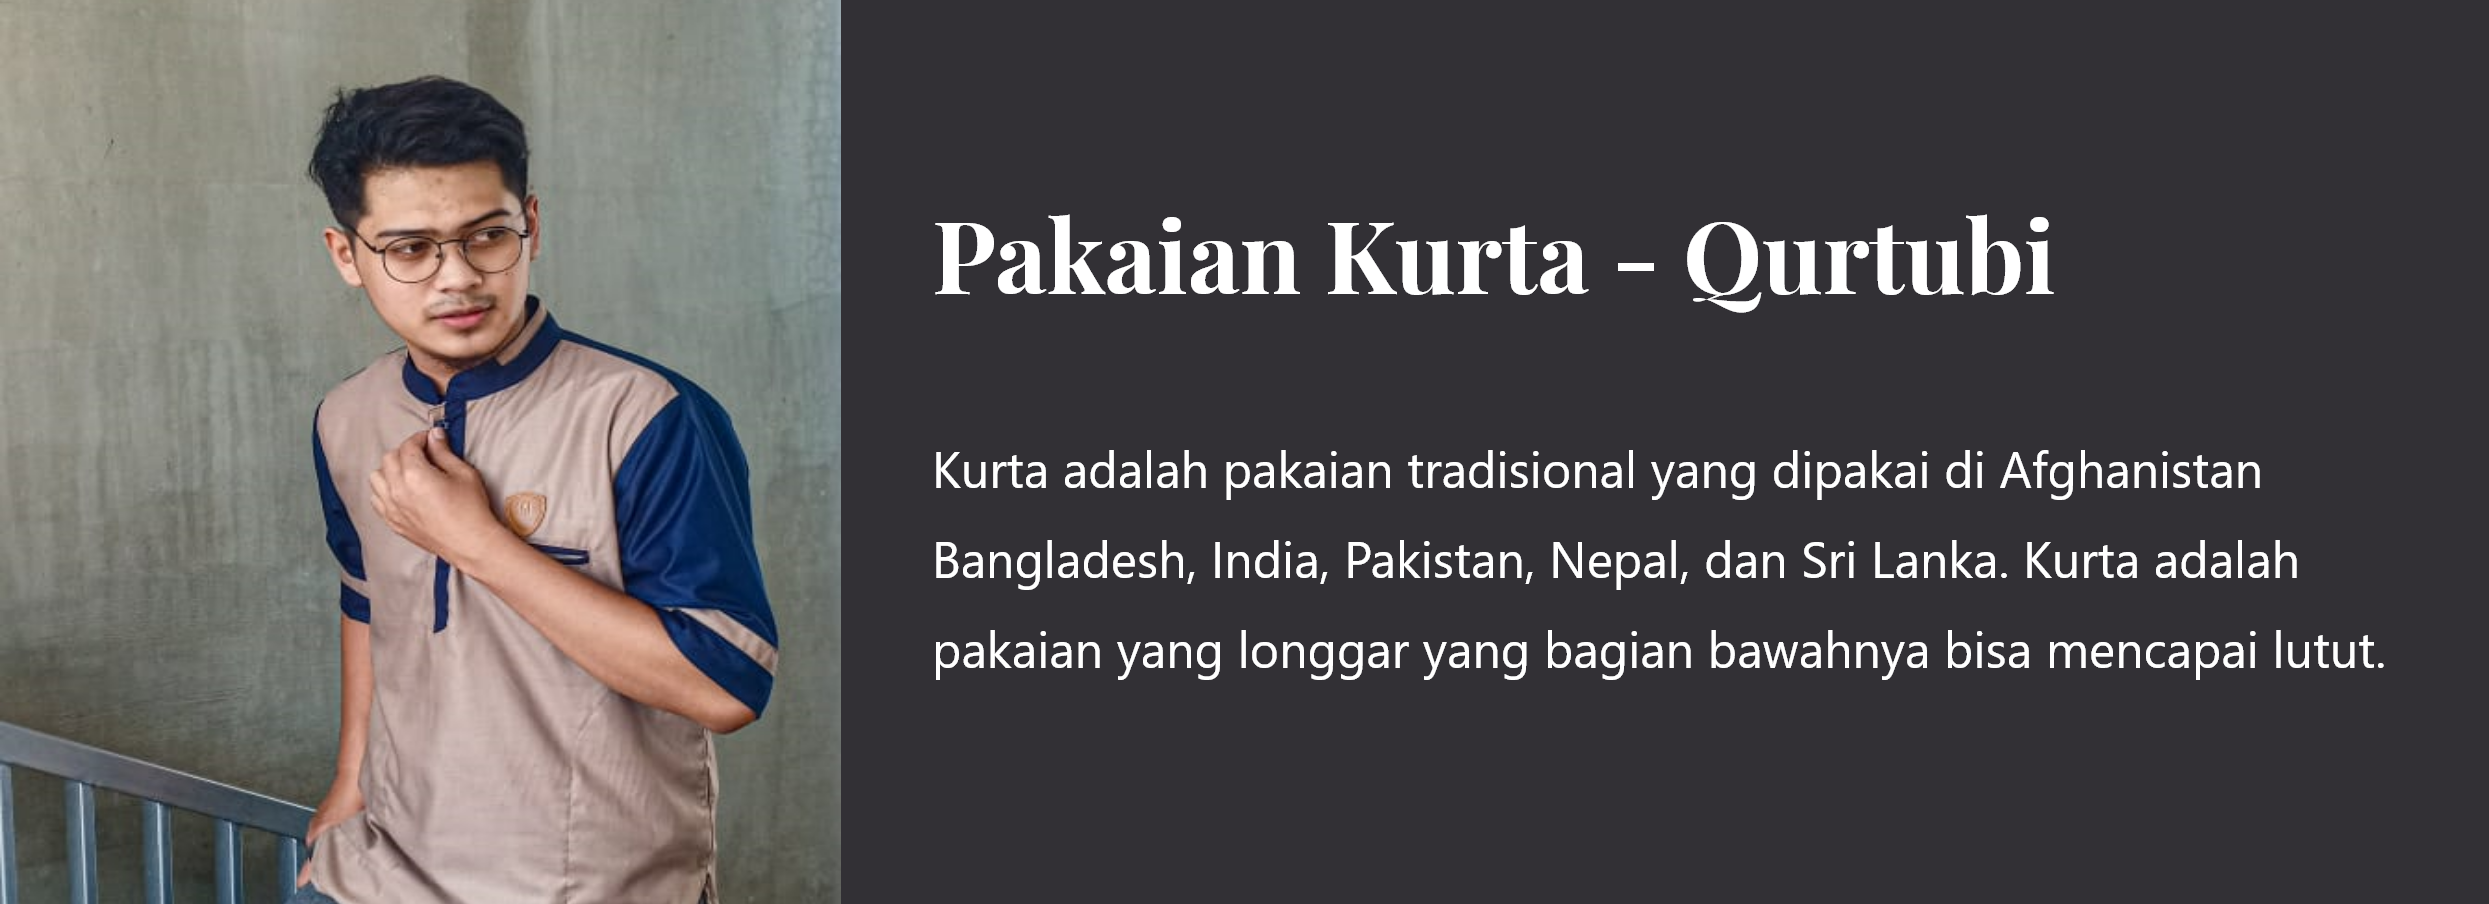 Pakaian Kurta - Qurtubi
Kurta adalah pakaian tradisional yang dipakai di Afghanistan
Bangladesh, India, Pakistan, Nepal, dan Sri Lanka. Kurta adalah
pakaian yang longgar yang bagian bawahnya bisa mencapai lutut.